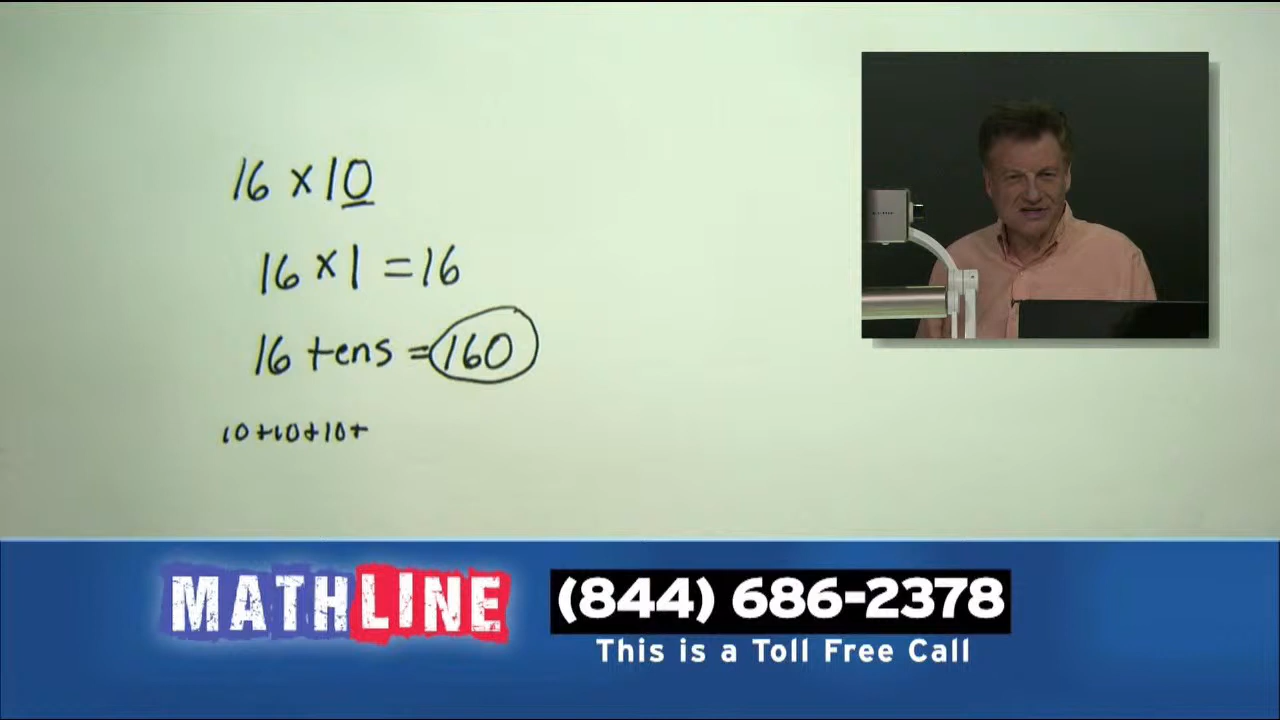 16 × 10
16 × 1 = 16
16 tens = 160
10+10+10+
MATHLINE
(844) 686-2378
This is a Toll Free Call